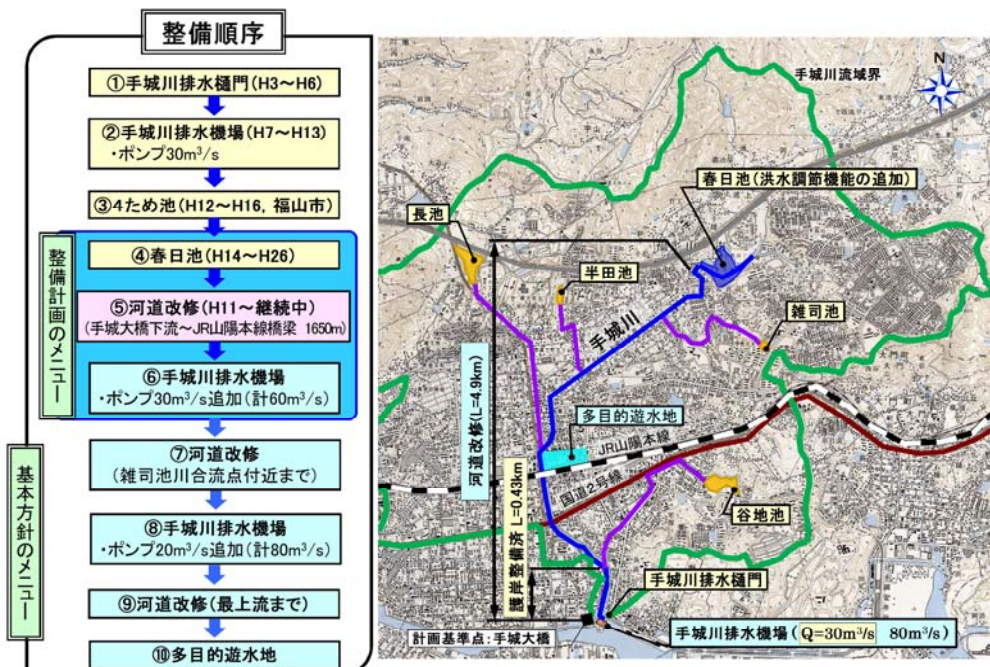 整備順序
①手城川排水樋門(H3～H6)
②手城川排水機場(H7～H13)
・ポンプ30m³/s
③4ため池(H12～H16, 福山市)
整備計画のメニュー
④春日池(H14～H26)
⑤河道改修(H11～継続中)
(手城大橋下流～JR山陽本線橋梁 1650m)
⑥手城川排水機場
・ポンプ30m³/s追加(計60m³/s)
基本方針のメニュー
⑦河道改修
(雑司池川合流点付近まで)
⑧手城川排水機場
・ポンプ20m³/s追加(計80m³/s)
⑨河道改修(最上流まで)
⑩多目的遊水地
手城川流域界
N
春日池(洪水調節機能の追加)
長池
半田池
雑司池
手城川
河道改修(L=4.9km)
多目的遊水地
JR山陽本線
国道2号線
谷地池
護岸整備済 L=0.43km
手城川排水樋門
計画基準点：手城大橋
手城川排水機場(Q=30m³/s 80m³/s)